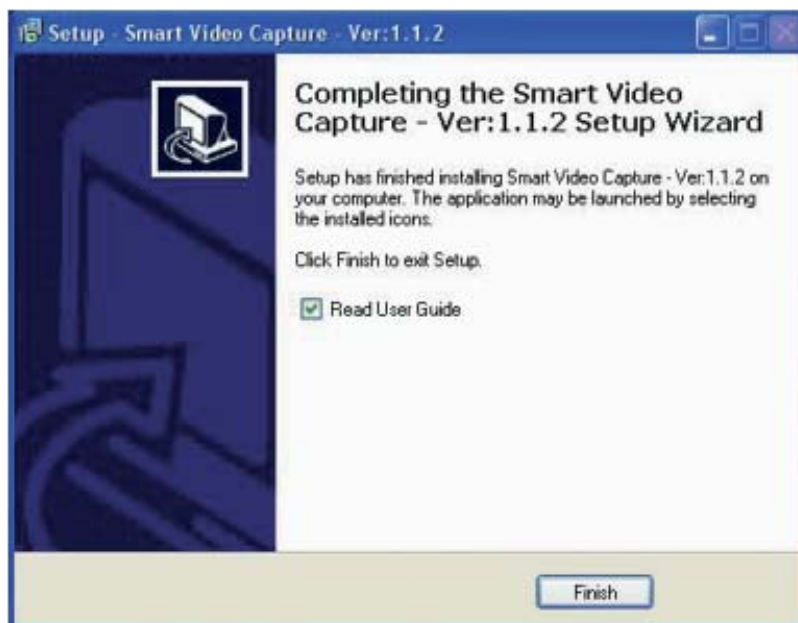 Setup - Smart Video Capture - Ver:1.1.2
Completing the Smart Video
Capture - Ver:1.1.2 Setup Wizard
Setup has finished installing Smart Video Capture - Ver:1.1.2 on
your computer. The application may be launched by selecting
the installed icons.
Click Finish to exit Setup.
Read User Guide
Finish